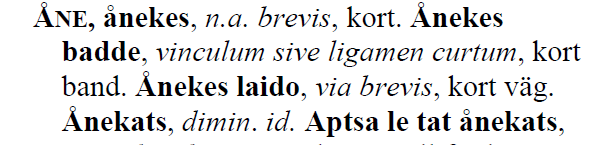 ÅNE, ånekes, n.a. brevis, kort. Ånekes
badde, vinculum sive ligamen curtum, kort
band. Ånekes laido, via brevis, kort väg.
Ånekats, dimin. id. Aptsa le tat ånekats,